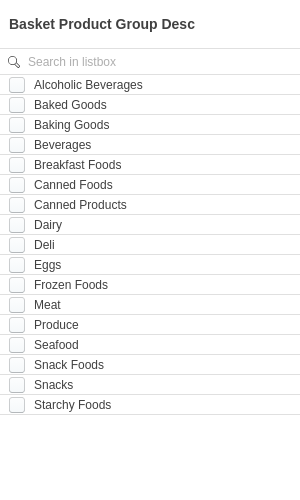 Basket Product Group Desc
Search in listbox
Alcoholic Beverages
Baked Goods
Baking Goods
Beverages
Breakfast Foods
Canned Foods
Canned Products
Dairy
Deli
Eggs
Frozen Foods
Meat
Produce
Seafood
Snack Foods
Snacks
Starchy Foods